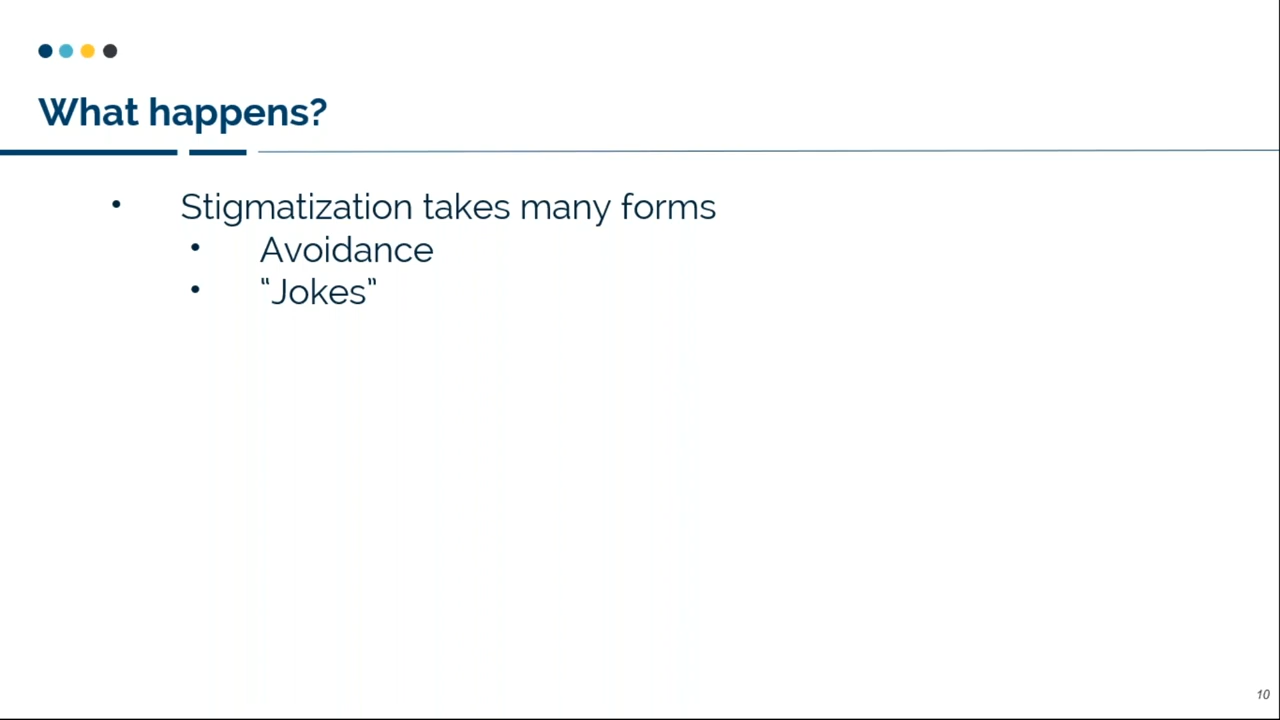 What happens?
• Stigmatization takes many forms
• Avoidance
• “Jokes”
10